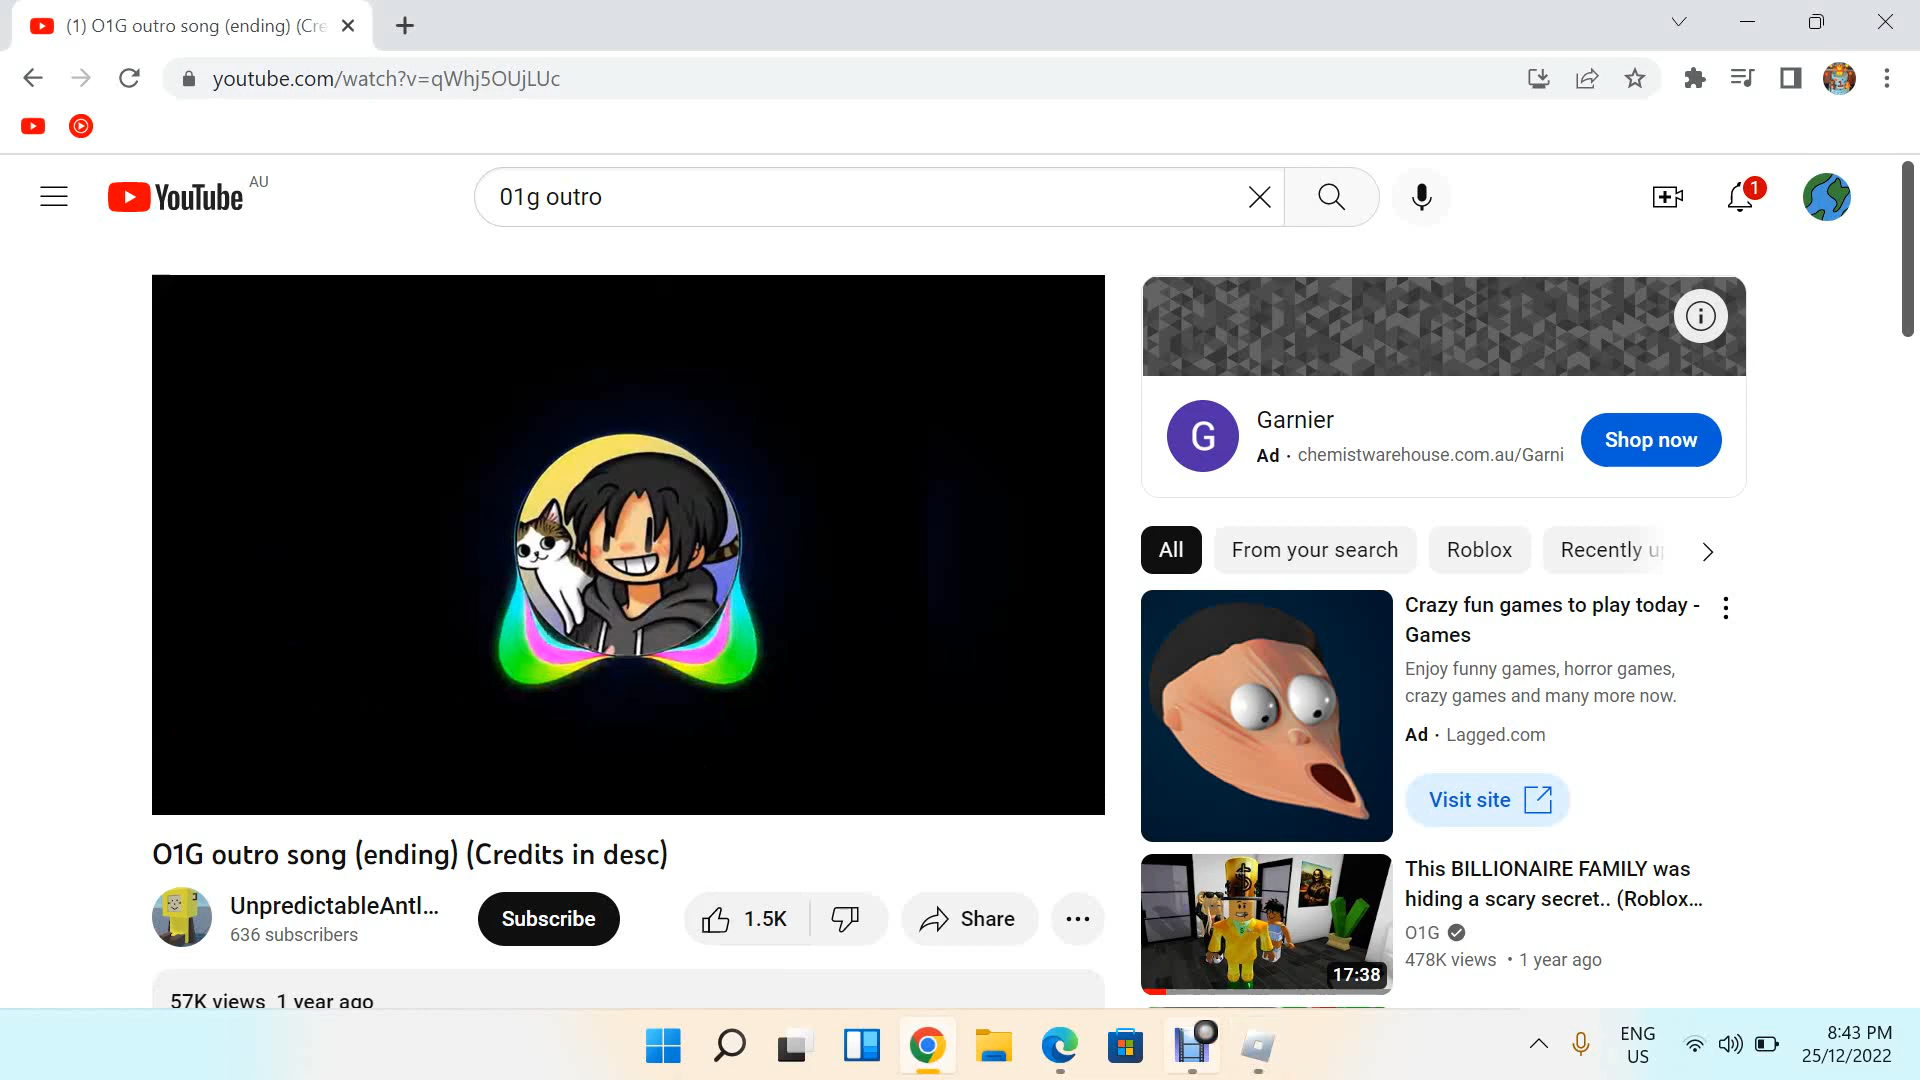 (1) O1G outro song (ending) (Cre
youtube.com/watch?v=qWhj5OUjLUc
YouTube AU
01g outro
1
G
Garnier
Ad · chemistwarehouse.com.au/Garni
Shop now
All
From your search
Roblox
Recently up
Crazy fun games to play today -
Games
Enjoy funny games, horror games,
crazy games and many more now.
Ad · Lagged.com
Visit site
O1G outro song (ending) (Credits in desc)
UnpredictableAntl...
636 subscribers
Subscribe
1.5K
Share
57K views 1 year ago
17:38
This BILLIONAIRE FAMILY was
hiding a scary secret.. (Roblox...
O1G
478K views • 1 year ago
ENG
US
8:43 PM
25/12/2022